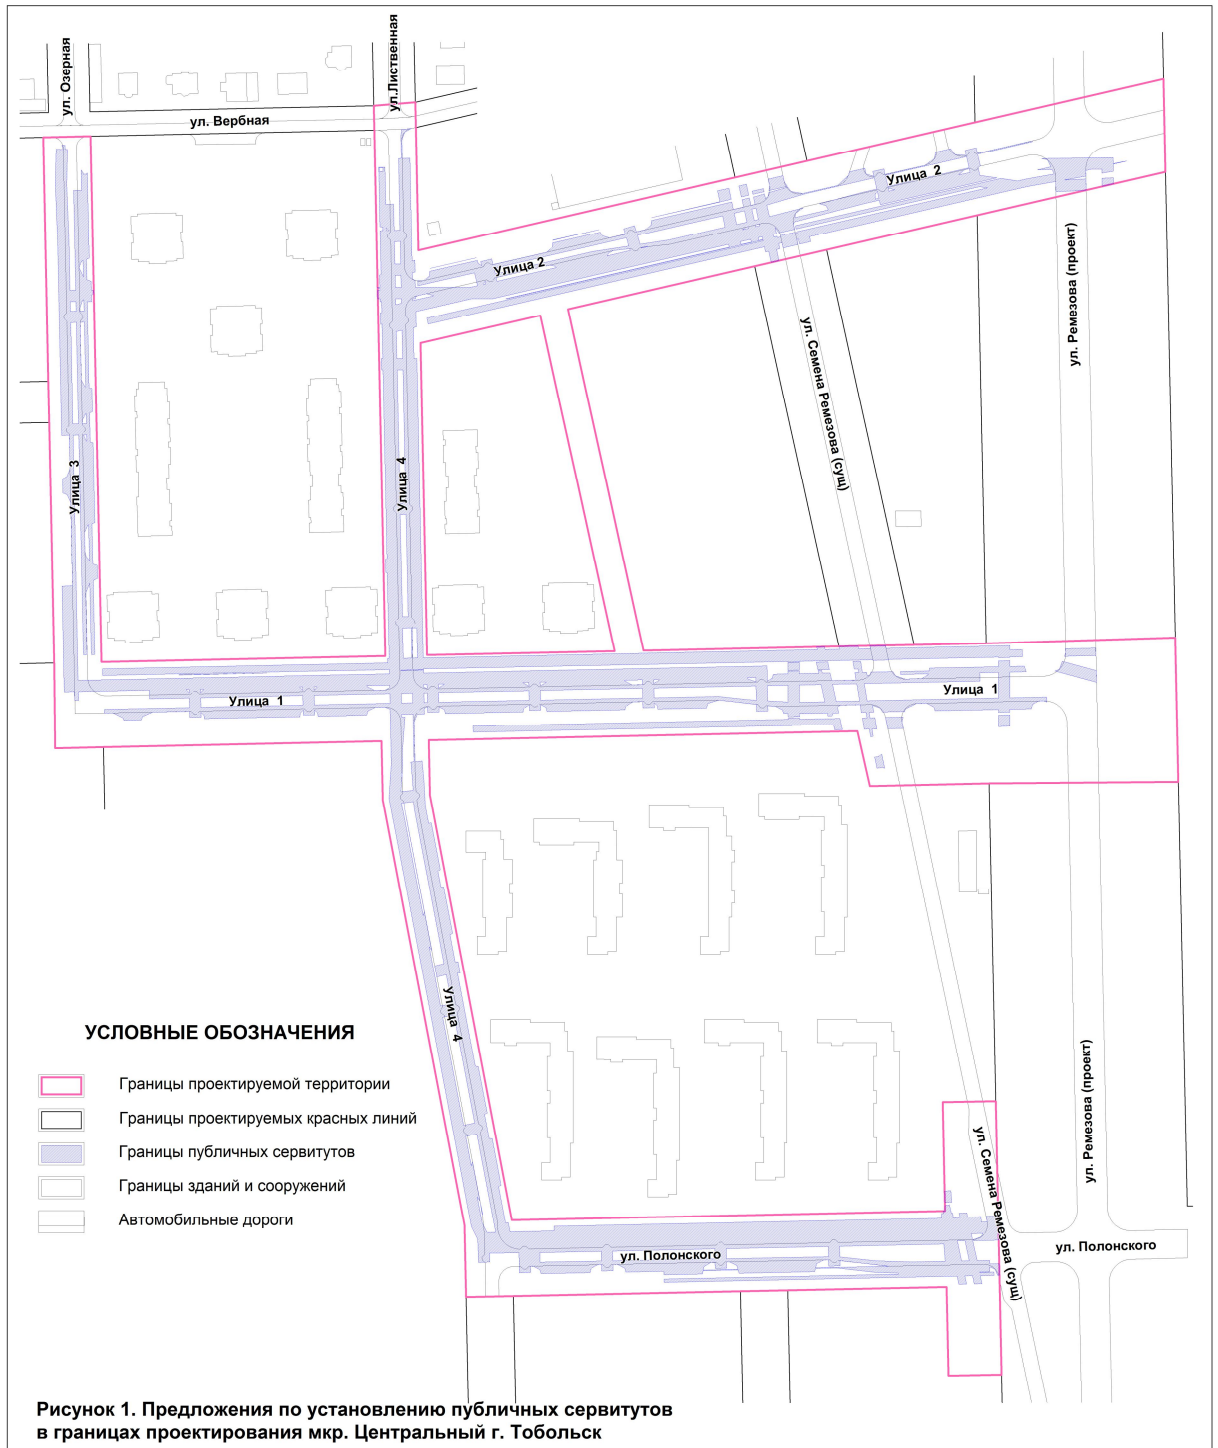 ул. Озерная
ул.Лиственная
ул. Вербная
Улица 2
Улица 2
ул. Ремезова (проект)
ул. Семена Ремезова (сущ)
Улица 3
Улица 4
Улица 1
Улица 1
Улица 4
УСЛОВНЫЕ ОБОЗНАЧЕНИЯ
Границы проектируемой территории
Границы проектируемых красных линий
Границы публичных сервитутов
Границы зданий и сооружений
Автомобильные дороги
ул. Ремезова (проект)
ул. Семена Ремезова (сущ)
ул. Полонского
ул. Полонского
Рисунок 1. Предложения по установлению публичных сервитутов
в границах проектирования мкр. Центральный г. Тобольск